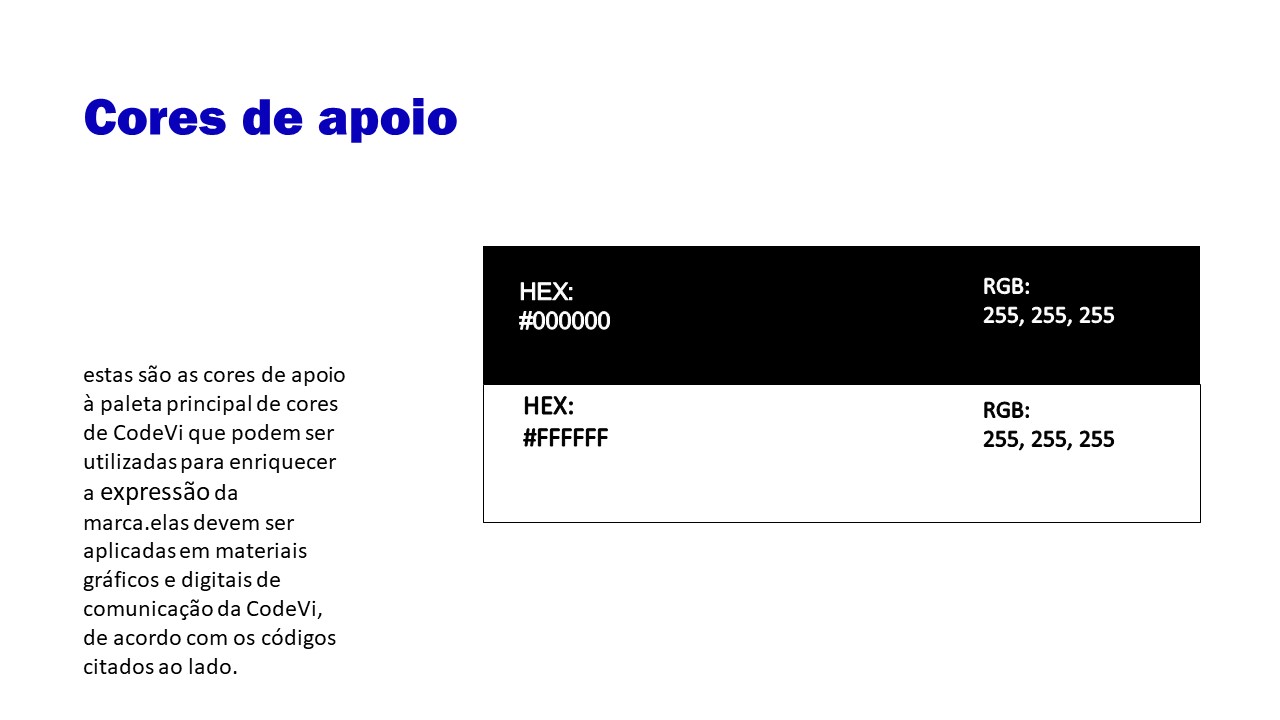 Cores de apoio
estas são as cores de apoio
à paleta principal de cores
de CodeVi que podem ser
utilizadas para enriquecer
a expressão da
marca.elas devem ser
aplicadas em materiais
gráficos e digitais de
comunicação da CodeVi,
de acordo com os códigos
citados ao lado.
HEX:
#000000
RGB:
255, 255, 255
HEX:
#FFFFFF
RGB:
255, 255, 255